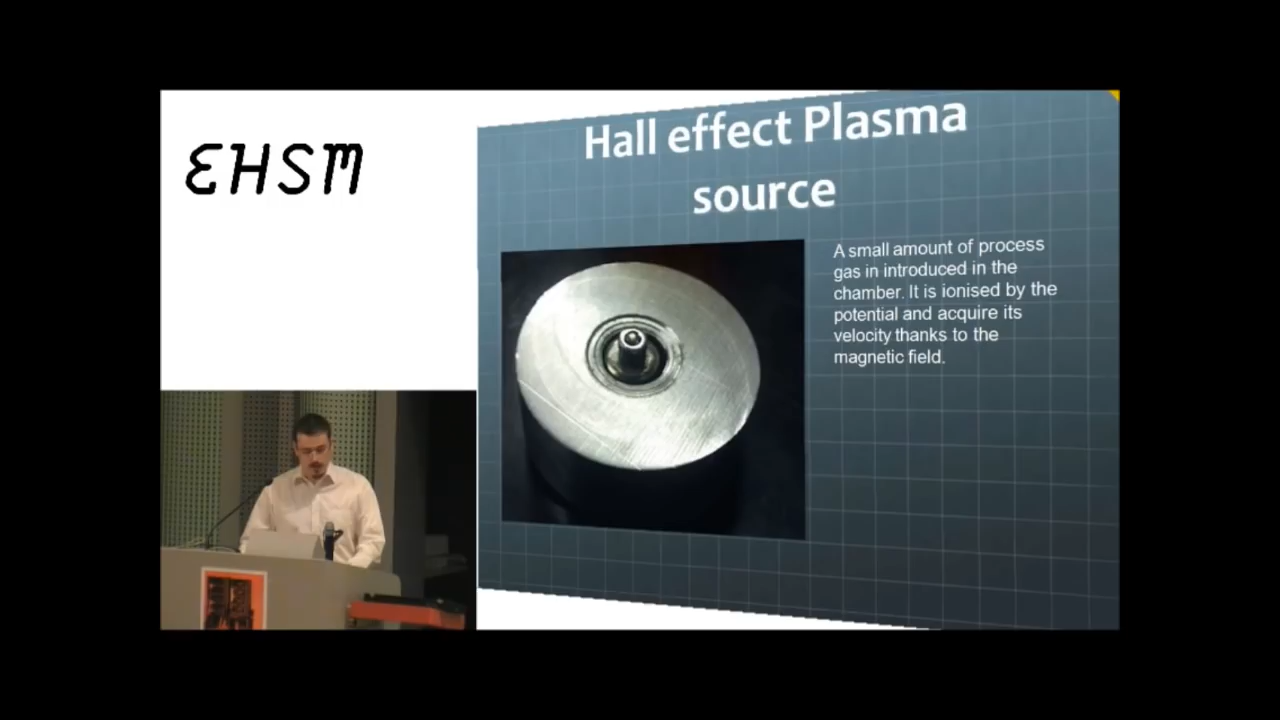 EHSM
Hall effect Plasma
source
A small amount of process
gas in introduced in the
chamber. It is ionised by the
potential and acquire its
velocity thanks to the
magnetic field.